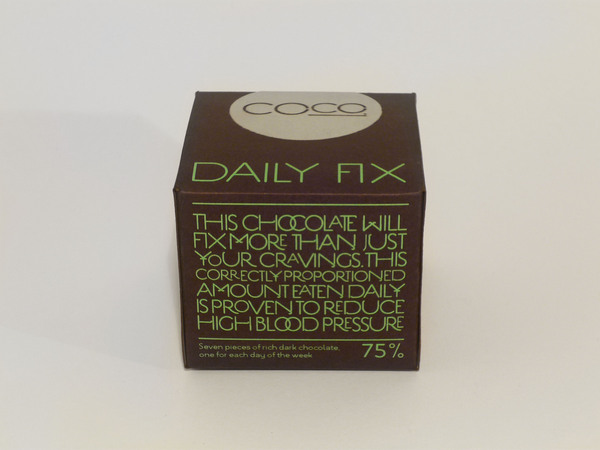 COCO
DAILY FIX
THIS CHOCOLATE WILL
FIX MORE THAN JUST
YOUR CRAVINGS. THIS
CORRECTLY PROPORTIONED
AMOUNT EATEN DAILY
IS PROVEN TO REDUCE
HIGH BLOOD PRESSURE
Seven pieces of rich dark chocolate,
one for each day of the week
75%